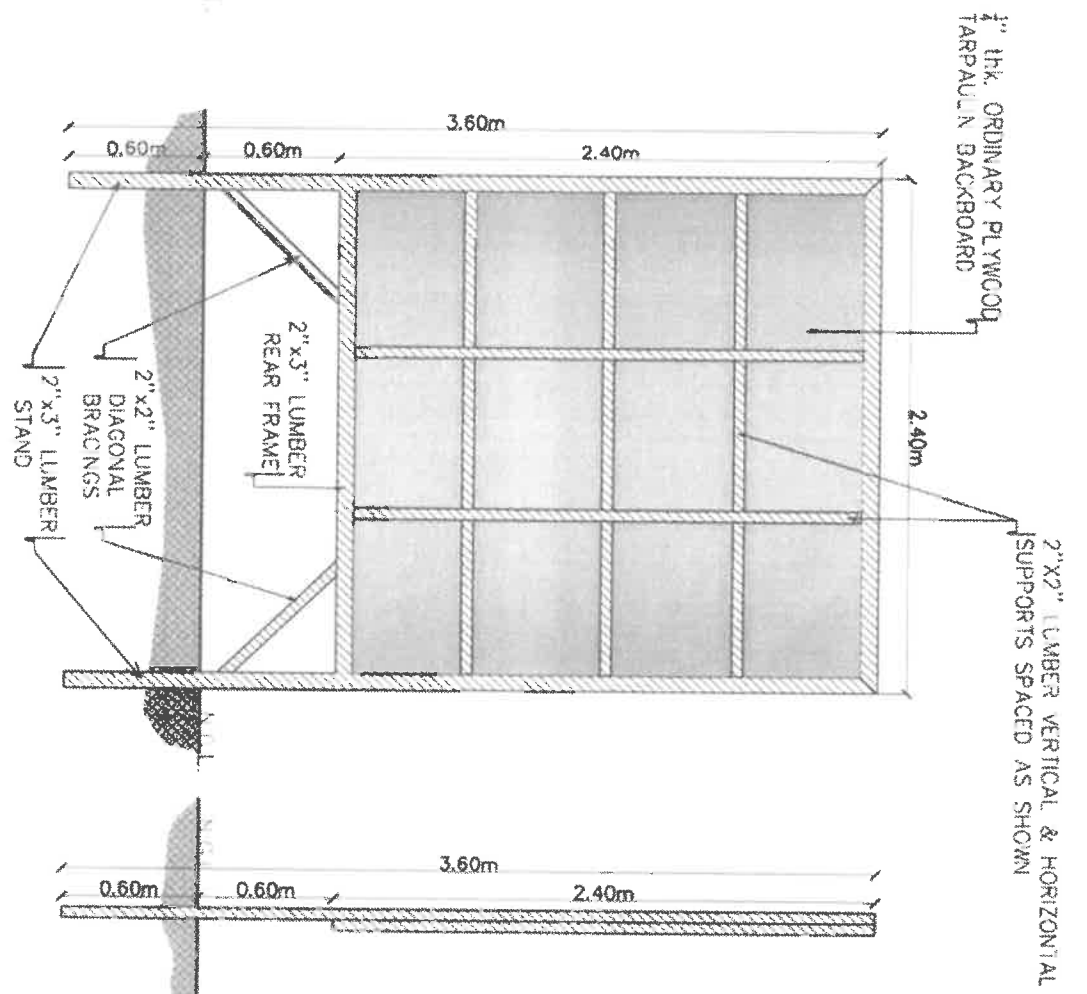 ¼" thk. ORDINARY PLYWOOD
TARPAULIN BACKBOARD
3.60m
0.60m
0.60m
2.40m
2.40m
2"X2" LUMBER VERTICAL & HORIZONTAL
SUPPORTS SPACED AS SHOWN
2"x3" LUMBER
REAR FRAME
2"x2" LUMBER
DIAGONAL
BRACINGS
2"x3" LUMBER
STAND
3.60m
0.60m
0.60m
2.40m